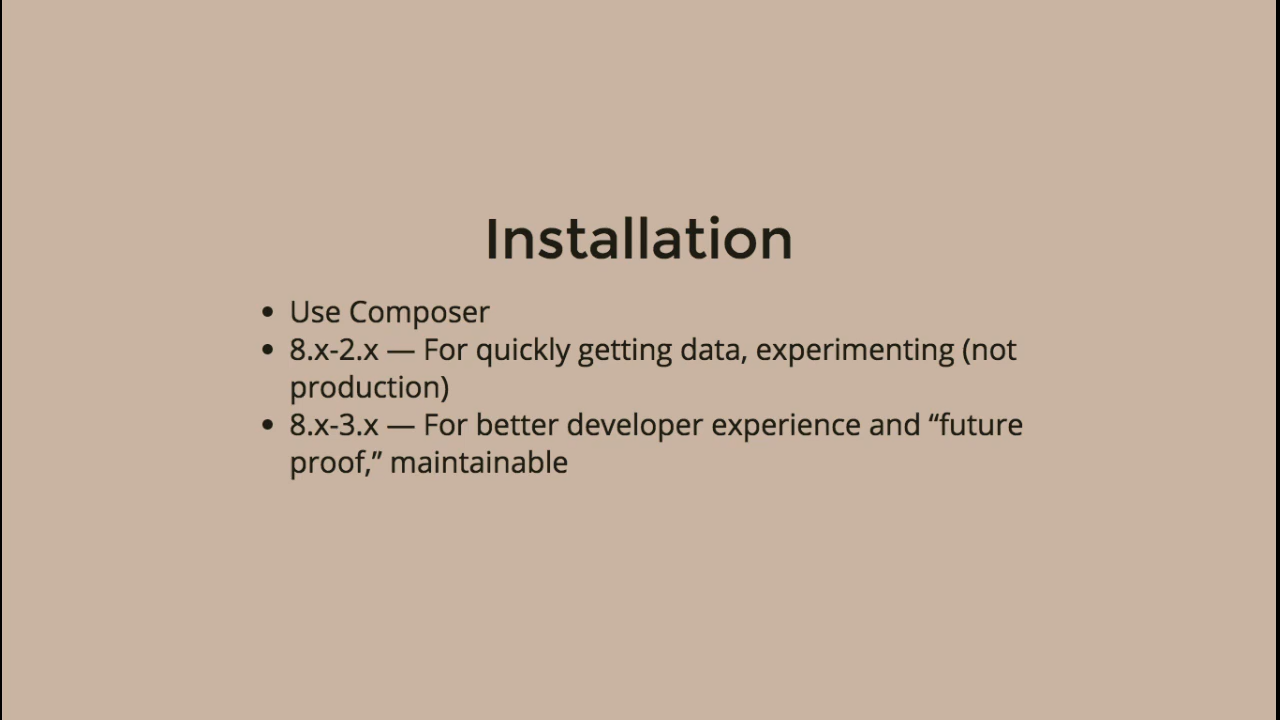 Installation
• Use Composer
• 8.x-2.x — For quickly getting data, experimenting (not
production)
• 8.x-3.x — For better developer experience and “future
proof,” maintainable